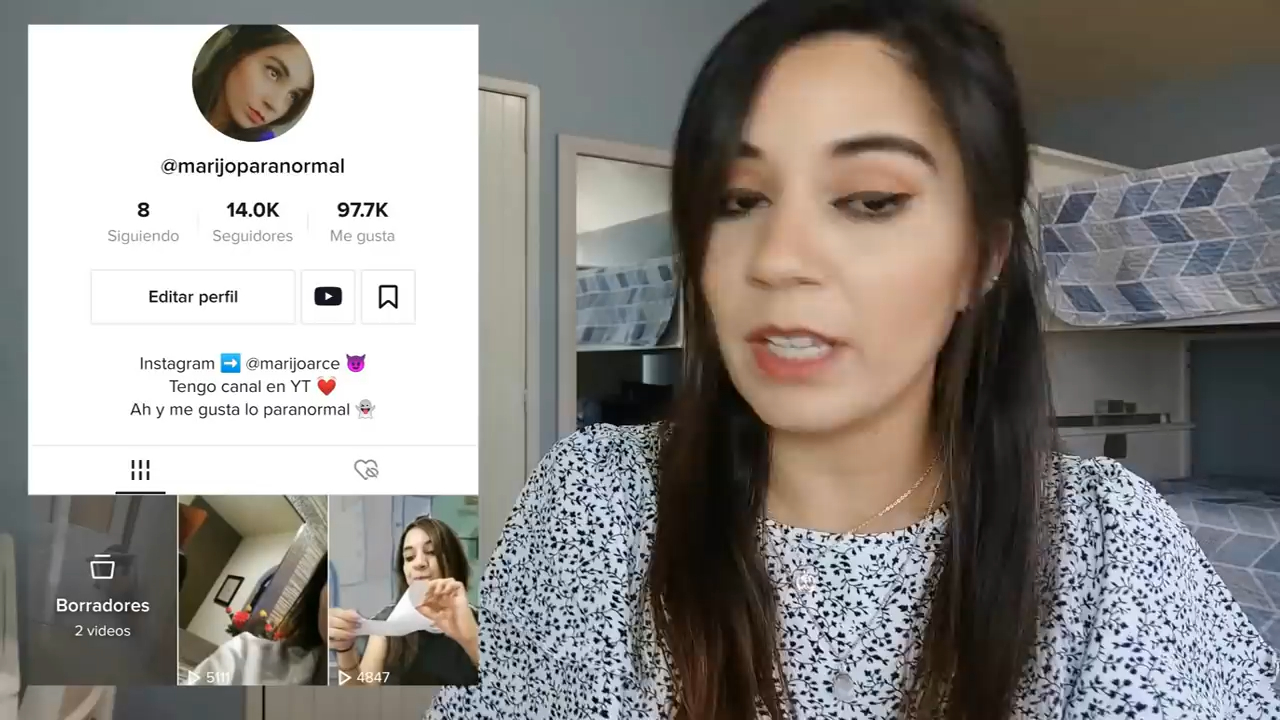 @marijoparanormal
8 14.0K 97.7K
Siguiendo Seguidores Me gusta
Editar perfil
Instagram ➡️ @marijoarce 😈
Tengo canal en YT ❤️
Ah y me gusta lo paranormal 👻
Borradores
2 videos
5111 4847